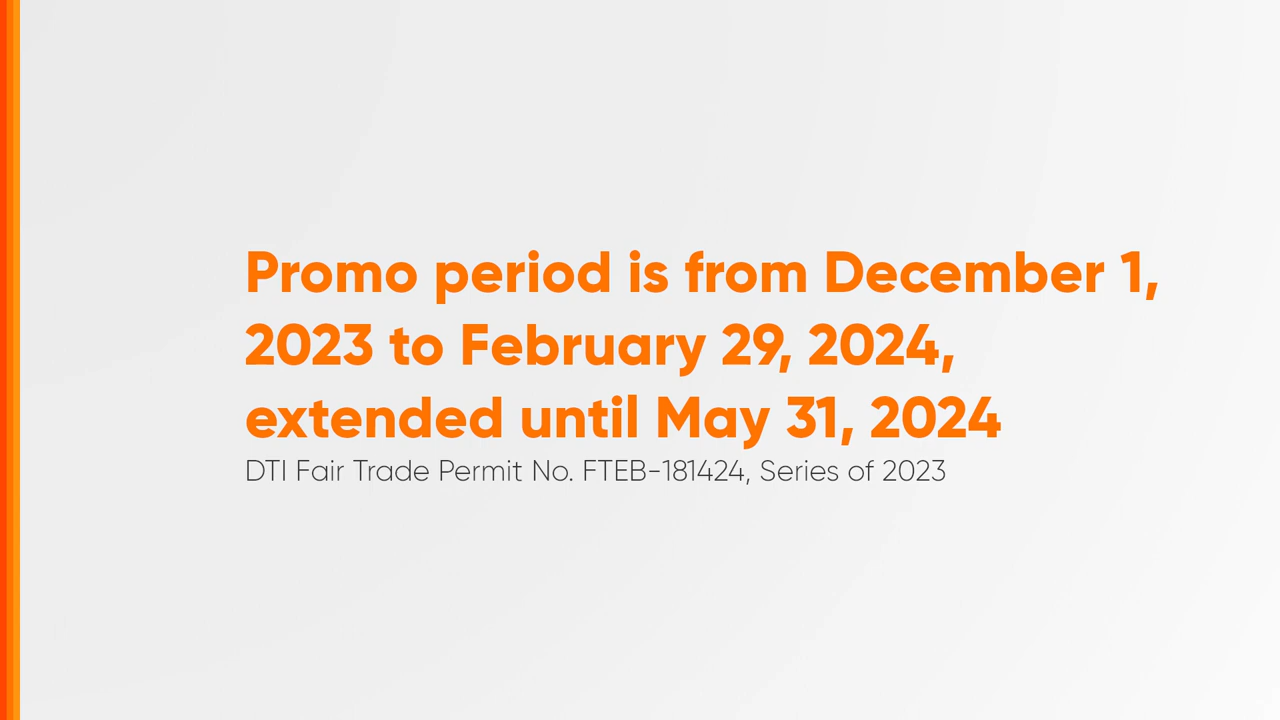 Promo period is from December 1,
2023 to February 29, 2024,
extended until May 31, 2024
DTI Fair Trade Permit No. FTEB-181424, Series of 2023